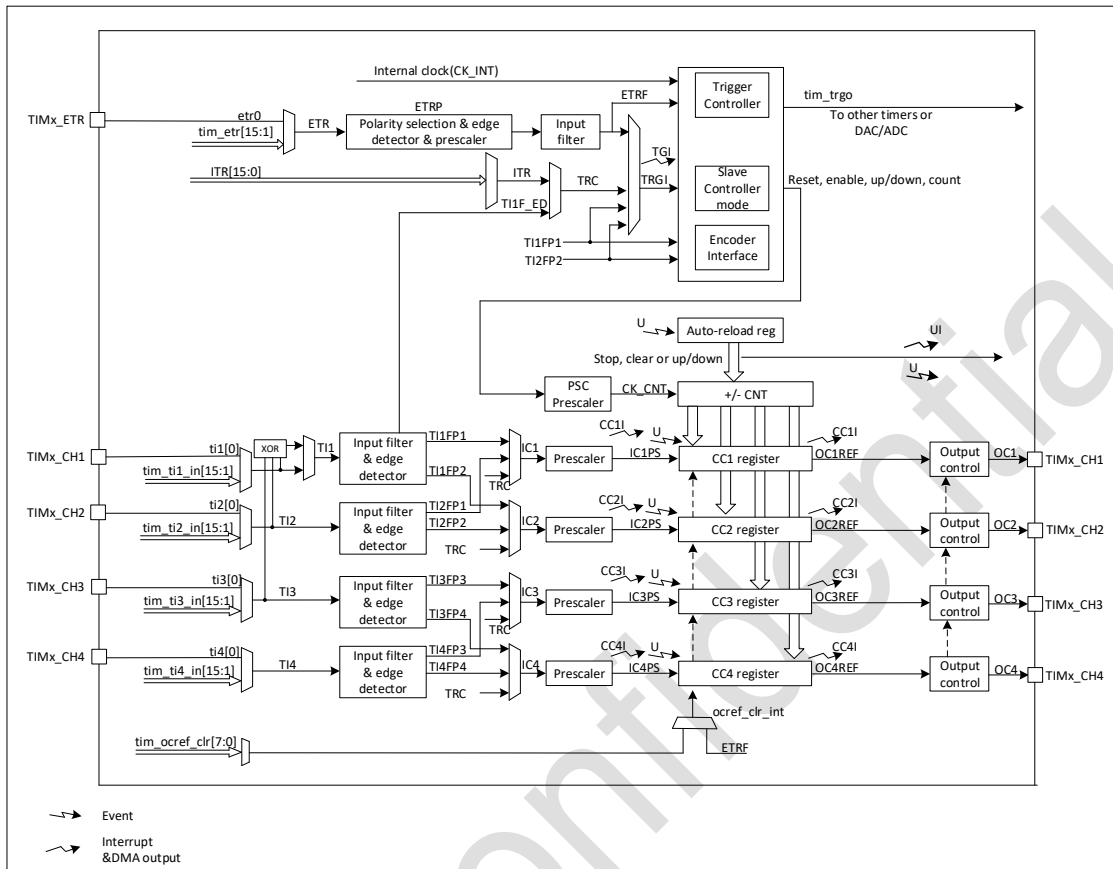 Internal clock(CK_INT)
Trigger
Controller
tim_trgo
To other timers or
DAC/ADC
TIMx_ETR
etr0
tim_etr[15:1]
ETR
ETRP
Polarity selection & edge
detector & prescaler
Input
filter
ETRF
TGI
TRGI
ITR[15:0]
ITR
TRC
TI1F_ED
Slave
Controller
mode
Reset, enable, up/down, count
TI1FP1
TI2FP2
Encoder
Interface
U
Auto-reload reg
UI
Stop, clear or up/down
U
PSC
Prescaler
CK_CNT
+/- CNT
TIMx_CH1
ti1[0]
tim_ti1_in[15:1]
XOR
TI1
Input filter
& edge
detector
TI1FP1
TI1FP2
TRC
IC1
Prescaler
IC1PS
CC1I
U
CC1 register
CC1I
OC1REF
Output
control
OC1
TIMx_CH1
TIMx_CH2
ti2[0]
tim_ti2_in[15:1]
TI2
Input filter
& edge
detector
TI2FP1
TI2FP2
TRC
IC2
Prescaler
IC2PS
CC2I
U
CC2 register
CC2I
OC2REF
Output
control
OC2
TIMx_CH2
TIMx_CH3
ti3[0]
tim_ti3_in[15:1]
TI3
Input filter
& edge
detector
TI3FP3
TI3FP4
TRC
IC3
Prescaler
IC3PS
CC3I
U
CC3 register
CC3I
OC3REF
Output
control
OC3
TIMx_CH3
TIMx_CH4
ti4[0]
tim_ti4_in[15:1]
TI4
Input filter
& edge
detector
TI4FP3
TI4FP4
TRC
IC4
Prescaler
IC4PS
CC4I
U
CC4 register
CC4I
OC4REF
Output
control
OC4
TIMx_CH4
ocref_clr_int
tim_ocref_clr[7:0]
ETRF
Event
Interrupt
&DMA output
onfidential